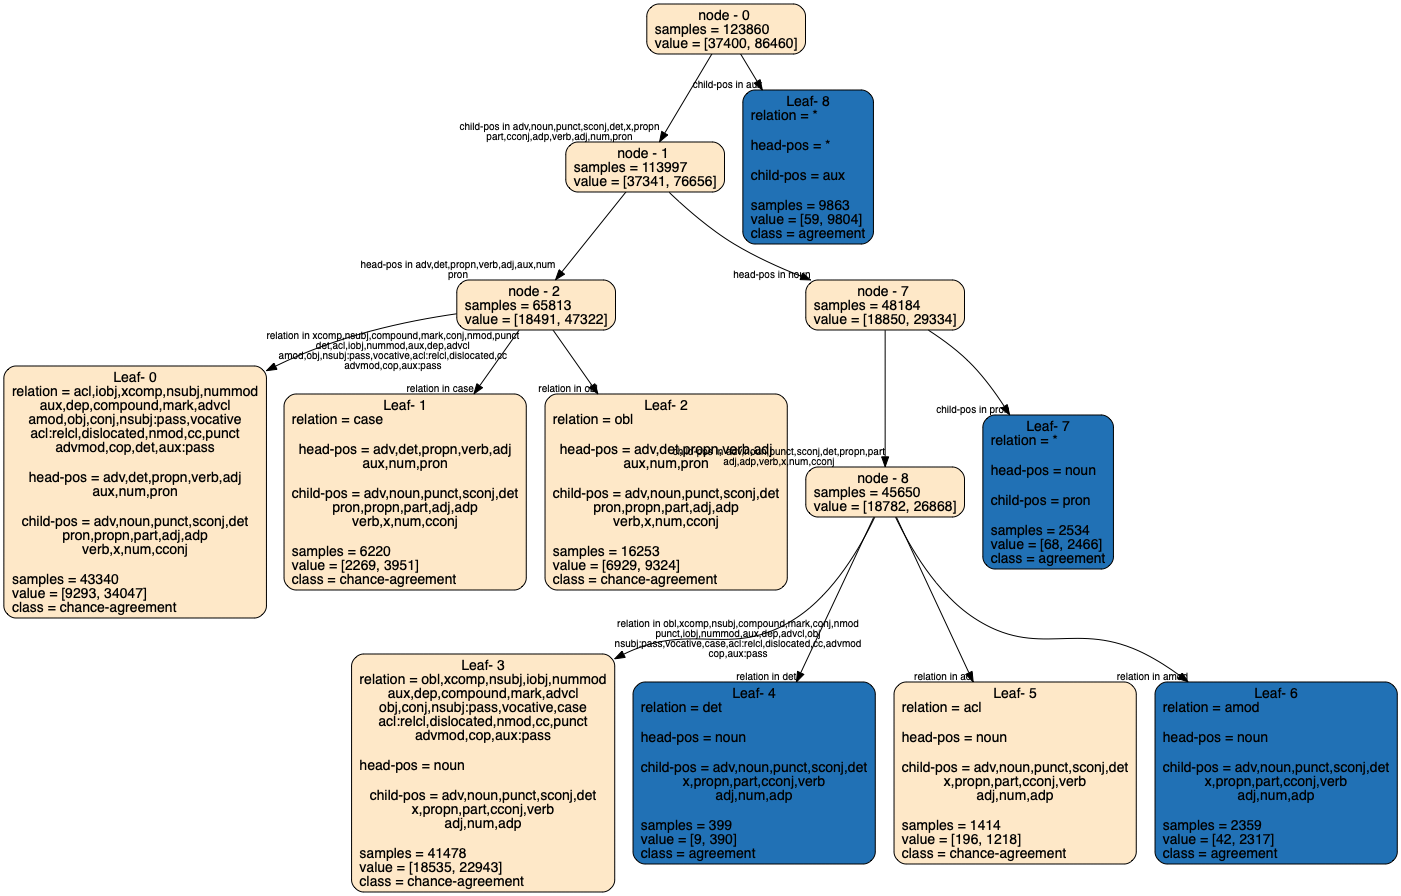 node - 0
samples = 123860
value = [37400, 86460]
child-pos in aux
Leaf- 8
relation = *
head-pos = *
child-pos = aux
samples = 9863
value = [59, 9804]
class = agreement
child-pos in adv,noun,punct,sconj,det,x,propn
part,cconj,adp,verb,adj,num,pron
node - 1
samples = 113997
value = [37341, 76656]
head-pos in adv,det,propn,verb,adj,aux,num
pron
node - 2
samples = 65813
value = [18491, 47322]
head-pos in noun
node - 7
samples = 48184
value = [18850, 29334]
relation in xcomp,nsubj,compound,mark,conj,nmod,punct
det,acl,iobj,nummod,aux,dep,advcl
amod,obj,nsubj:pass,vocative,acl:relcl,dislocated,cc
advmod,cop,aux:pass
Leaf- 0
relation = acl,iobj,xcomp,nsubj,nummod
aux,dep,compound,mark,advcl
amod,obj,conj,nsubj:pass,vocative
acl:relcl,dislocated,nmod,cc,punct
advmod,cop,det,aux:pass
head-pos = adv,det,propn,verb,adj
aux,num,pron
child-pos = adv,noun,punct,sconj,det
pron,propn,part,adj,adp
verb,x,num,cconj
samples = 43340
value = [9293, 34047]
class = chance-agreement
relation in case
Leaf- 1
relation = case
head-pos = adv,det,propn,verb,adj
aux,num,pron
child-pos = adv,noun,punct,sconj,det
pron,propn,part,adj,adp
verb,x,num,cconj
samples = 6220
value = [2269, 3951]
class = chance-agreement
relation in obl
Leaf- 2
relation = obl
head-pos = adv,det,propn,verb,adj
aux,num,pron
child-pos = adv,noun,punct,sconj,det
pron,propn,part,adj,adp
verb,x,num,cconj
samples = 16253
value = [6929, 9324]
class = chance-agreement
child-pos in adv,noun,punct,sconj,det,propn,part
adj,adp,verb,x,num,cconj
node - 8
samples = 45650
value = [18782, 26868]
child-pos in pron
Leaf- 7
relation = *
head-pos = noun
child-pos = pron
samples = 2534
value = [68, 2466]
class = agreement
relation in obl,xcomp,nsubj,compound,mark,conj,nmod
punct,iobj,nummod,aux,dep,advcl,obj
nsubj:pass,vocative,case,acl:relcl,dislocated,cc,advmod
cop,aux:pass
Leaf- 3
relation = obl,xcomp,nsubj,iobj,nummod
aux,dep,compound,mark,advcl
obj,conj,nsubj:pass,vocative,case
acl:relcl,dislocated,nmod,cc,punct
advmod,cop,aux:pass
head-pos = noun
child-pos = adv,noun,punct,sconj,det
x,propn,part,cconj,verb
adj,num,adp
samples = 41478
value = [18535, 22943]
class = chance-agreement
relation in det
Leaf- 4
relation = det
head-pos = noun
child-pos = adv,noun,punct,sconj,det
x,propn,part,cconj,verb
adj,num,adp
samples = 399
value = [9, 390]
class = agreement
relation in acl
Leaf- 5
relation = acl
head-pos = noun
child-pos = adv,noun,punct,sconj,det
x,propn,part,cconj,verb
adj,num,adp
samples = 1414
value = [196, 1218]
class = chance-agreement
relation in amod
Leaf- 6
relation = amod
head-pos = noun
child-pos = adv,noun,punct,sconj,det
x,propn,part,cconj,verb
adj,num,adp
samples = 2359
value = [42, 2317]
class = agreement